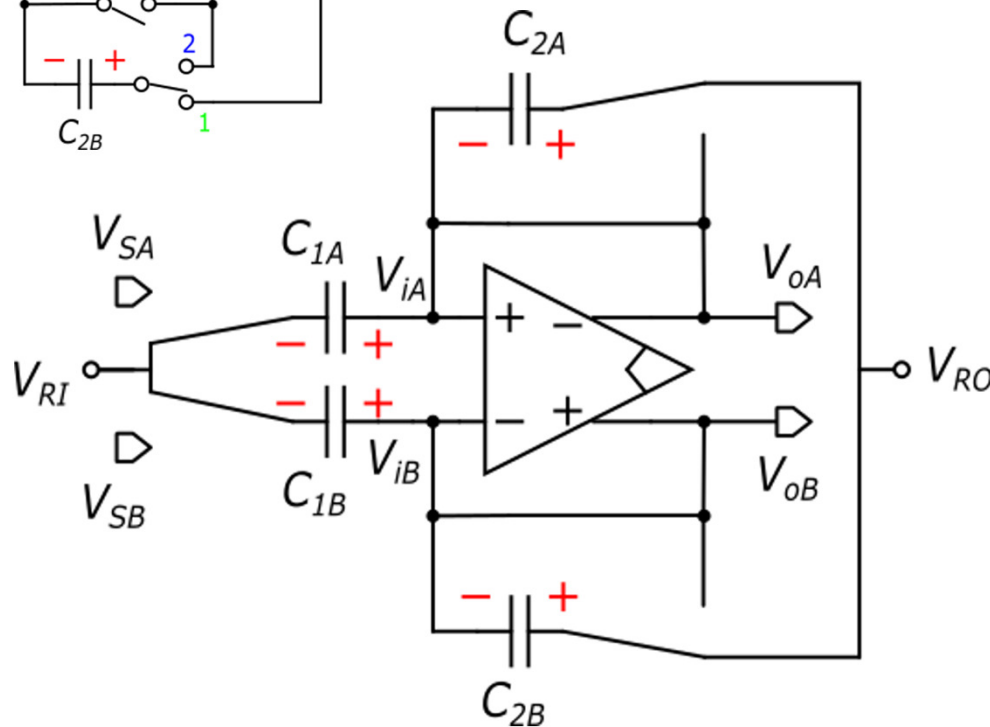 2
− +
1
C2B
C2A
− +
VSA
C1A
ViA
VoA
+ −
− +
VRI
VRO
− +
− +
ViB
VSB
C1B
VoB
− +
C2B